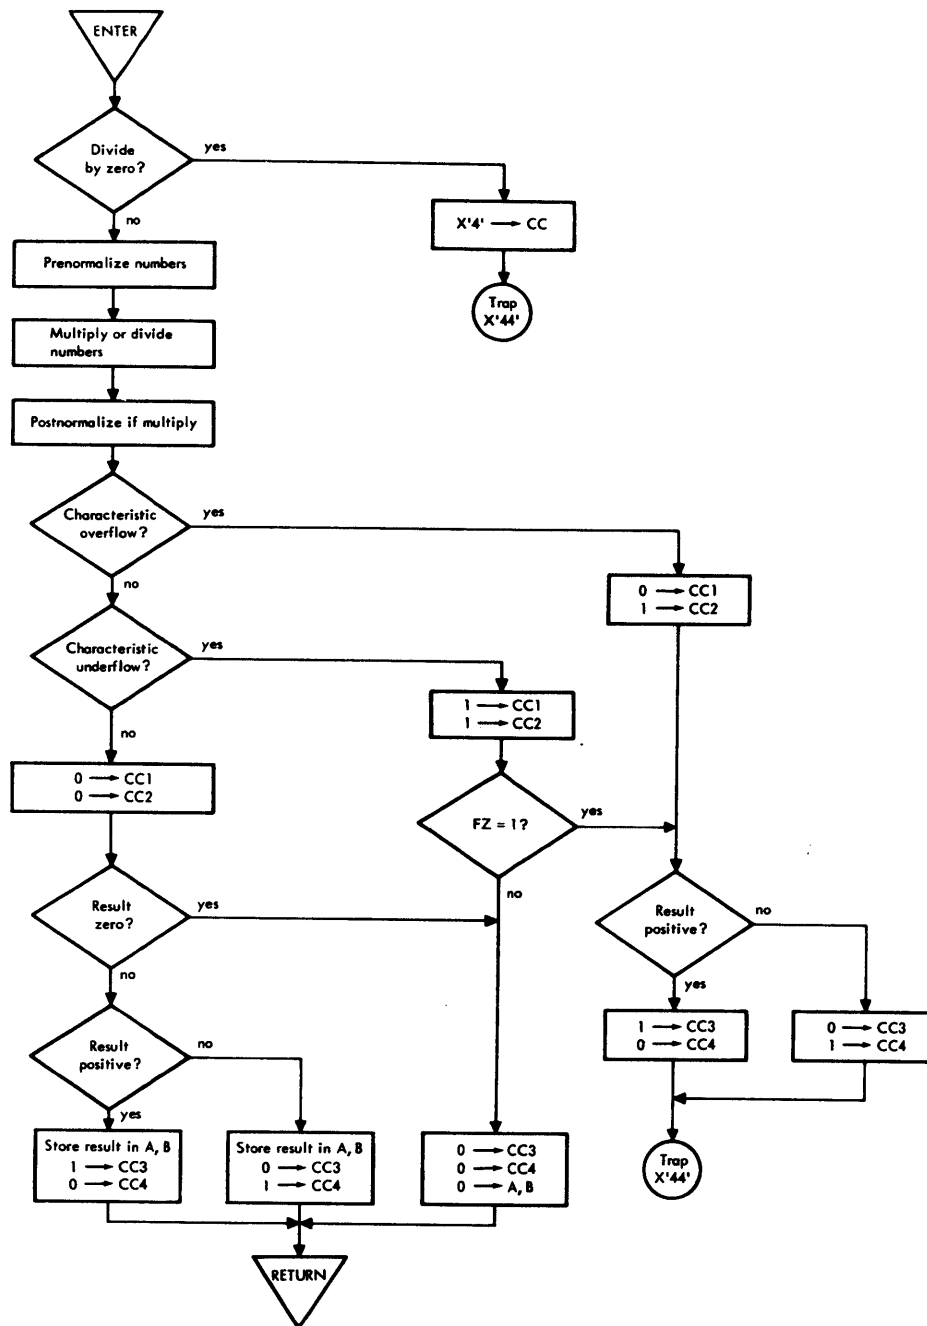 ENTER
Divide
by zero?
yes
no
X'4' → CC
Trap
X'44'
Prenormalize numbers
Multiply or divide
numbers
Postnormalize if multiply
Characteristic
overflow?
yes
no
0 → CC1
1 → CC2
Characteristic
underflow?
yes
no
1 → CC1
1 → CC2
0 → CC1
0 → CC2
FZ = 1?
yes
no
Result
zero?
yes
no
Result
positive?
no
yes
1 → CC3
0 → CC4
0 → CC3
1 → CC4
Trap
X'44'
Result
positive?
no
yes
Store result in A, B
1 → CC3
0 → CC4
Store result in A, B
0 → CC3
1 → CC4
0 → CC3
0 → CC4
0 → A, B
RETURN